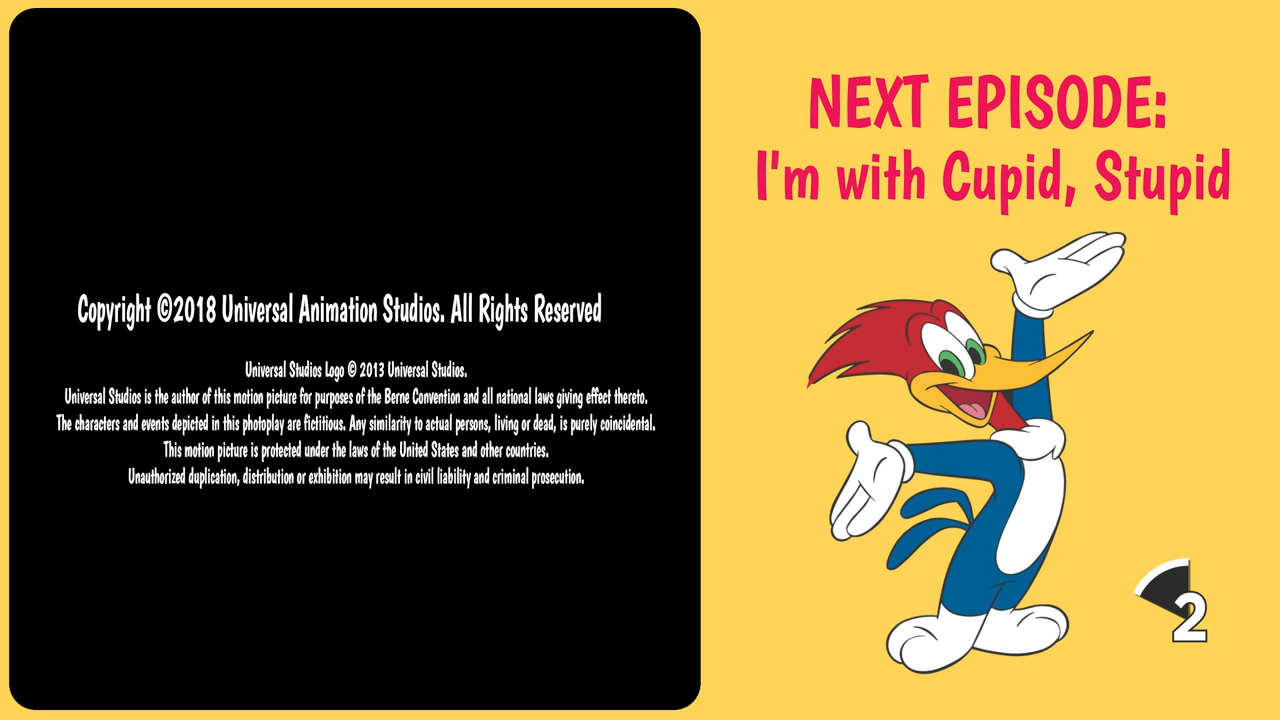 Copyright ©2018 Universal Animation Studios. All Rights Reserved
Universal Studios Logo © 2013 Universal Studios.
Universal Studios is the author of this motion picture for purposes of the Berne Convention and all national laws giving effect thereto.
The characters and events depicted in this photoplay are fictitious. Any similarity to actual persons, living or dead, is purely coincidental.
This motion picture is protected under the laws of the United States and other countries.
Unauthorized duplication, distribution or exhibition may result in civil liability and criminal prosecution.
NEXT EPISODE:
I'm with Cupid, Stupid
2